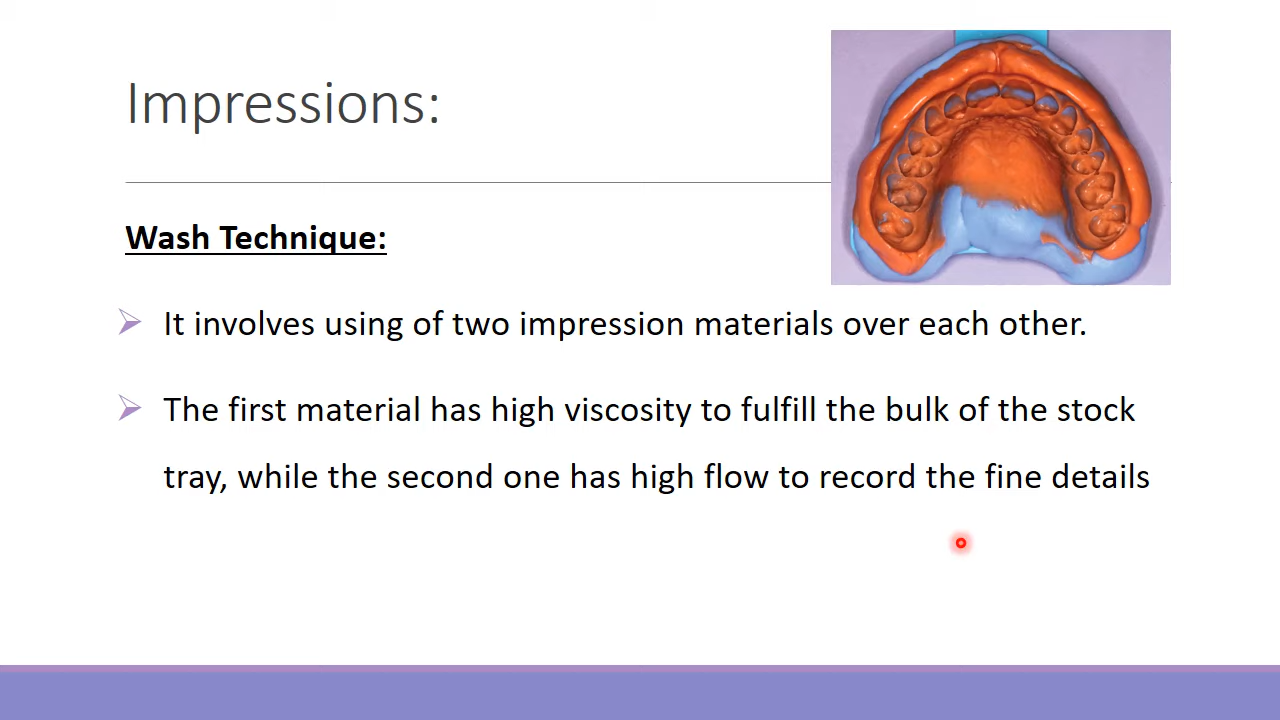 Impressions:
Wash Technique:
It involves using of two impression materials over each other.
The first material has high viscosity to fulfill the bulk of the stock
tray, while the second one has high flow to record the fine details